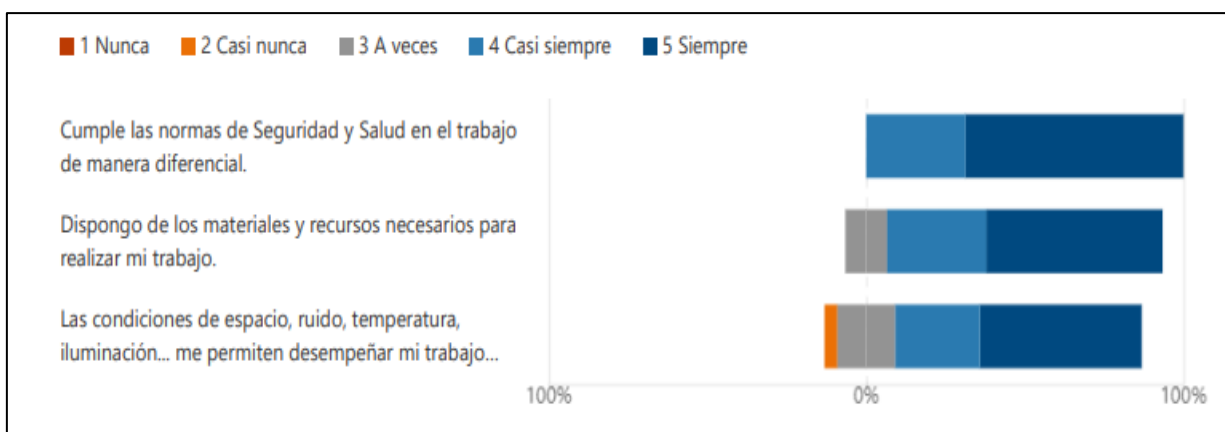 1 Nunca 2 Casi nunca 3 A veces 4 Casi siempre 5 Siempre
Cumple las normas de Seguridad y Salud en el trabajo
de manera diferencial.
Dispongo de los materiales y recursos necesarios para
realizar mi trabajo.
Las condiciones de espacio, ruido, temperatura,
iluminación... me permiten desempeñar mi trabajo...
100% 0% 100%